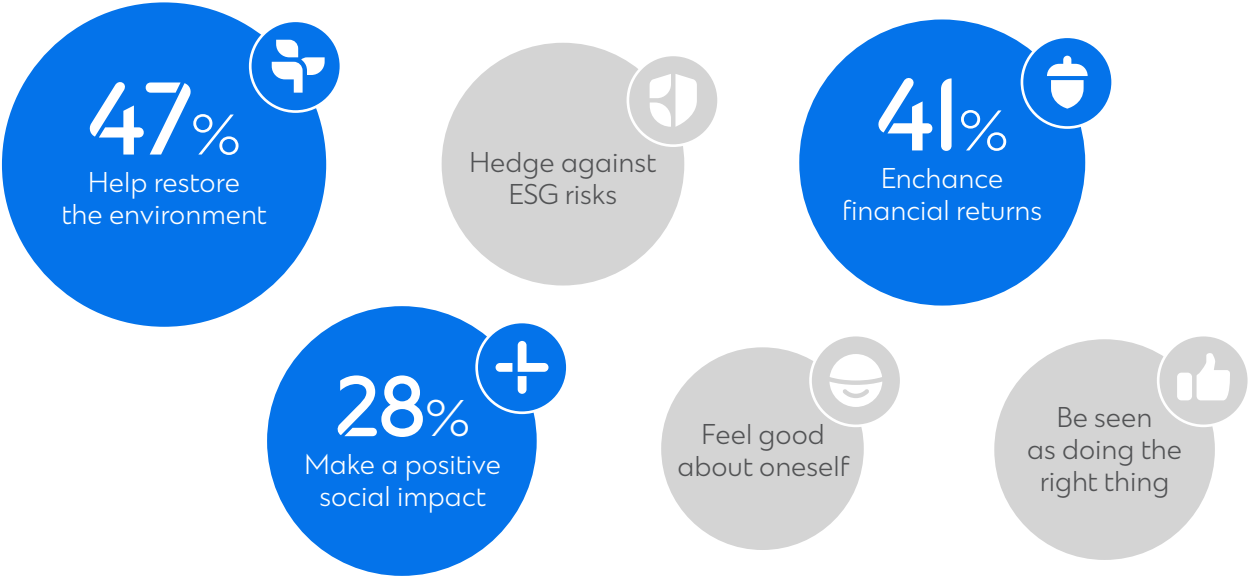 47%
Help restore
the environment
Hedge against
ESG risks
41%
Enchance
financial returns
28%
Make a positive
social impact
Feel good
about oneself
Be seen
as doing the
right thing